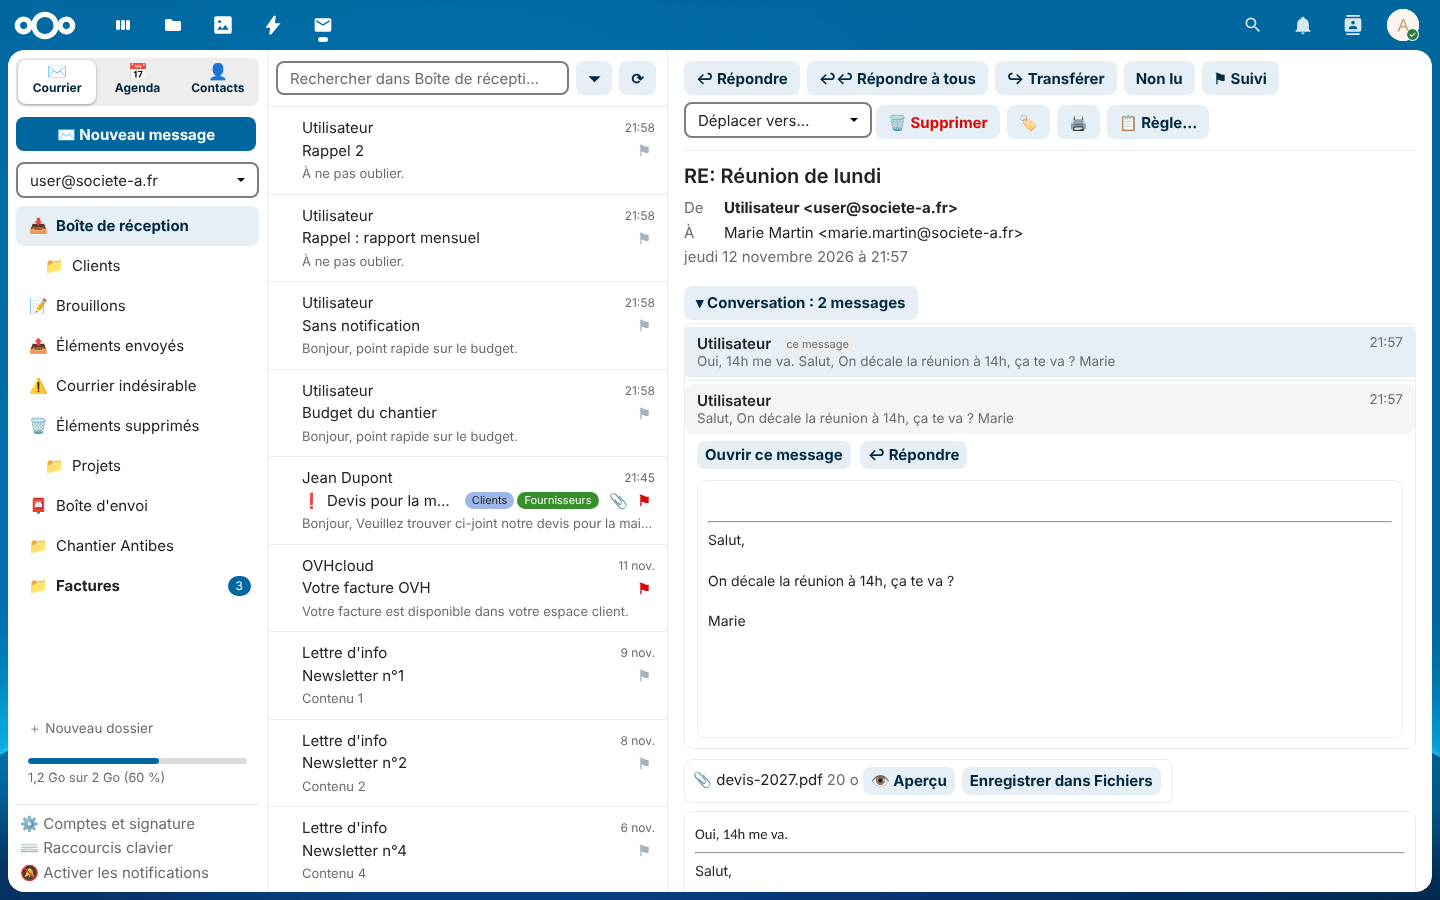 A
Courrier
Agenda
Contacts
Nouveau message
user@societe-a.fr
Boîte de réception
Clients
Brouillons
Éléments envoyés
Courrier indésirable
Éléments supprimés
Projets
Boîte d'envoi
Chantier Antibes
Factures 3
+ Nouveau dossier
1,2 Go sur 2 Go (60 %)
Comptes et signature
Raccourcis clavier
Activer les notifications
Rechercher dans Boîte de récepti...
Utilisateur 21:58
Rappel 2
À ne pas oublier.
Utilisateur 21:58
Rappel : rapport mensuel
À ne pas oublier.
Utilisateur 21:58
Sans notification
Bonjour, point rapide sur le budget.
Utilisateur 21:58
Budget du chantier
Bonjour, point rapide sur le budget.
Jean Dupont 21:45
❗ Devis pour la m... Clients Fournisseurs
Bonjour, Veuillez trouver ci-joint notre devis pour la mai...
OVHcloud 11 nov.
Votre facture OVH
Votre facture est disponible dans votre espace client.
Lettre d'info 9 nov.
Newsletter n°1
Contenu 1
Lettre d'info 8 nov.
Newsletter n°2
Contenu 2
Lettre d'info 6 nov.
Newsletter n°4
Contenu 4
↩ Répondre ↩↩ Répondre à tous ↪ Transférer Non lu ⚑ Suivi
Déplacer vers... Supprimer Règle...
RE: Réunion de lundi
De Utilisateur <user@societe-a.fr>
À Marie Martin <marie.martin@societe-a.fr>
jeudi 12 novembre 2026 à 21:57
▾ Conversation : 2 messages
Utilisateur ce message 21:57
Oui, 14h me va. Salut, On décale la réunion à 14h, ça te va ? Marie
Utilisateur 21:57
Salut, On décale la réunion à 14h, ça te va ? Marie
Ouvrir ce message ↩ Répondre
Salut,
On décale la réunion à 14h, ça te va ?
Marie
devis-2027.pdf 20 o Aperçu Enregistrer dans Fichiers
Oui, 14h me va.
Salut,